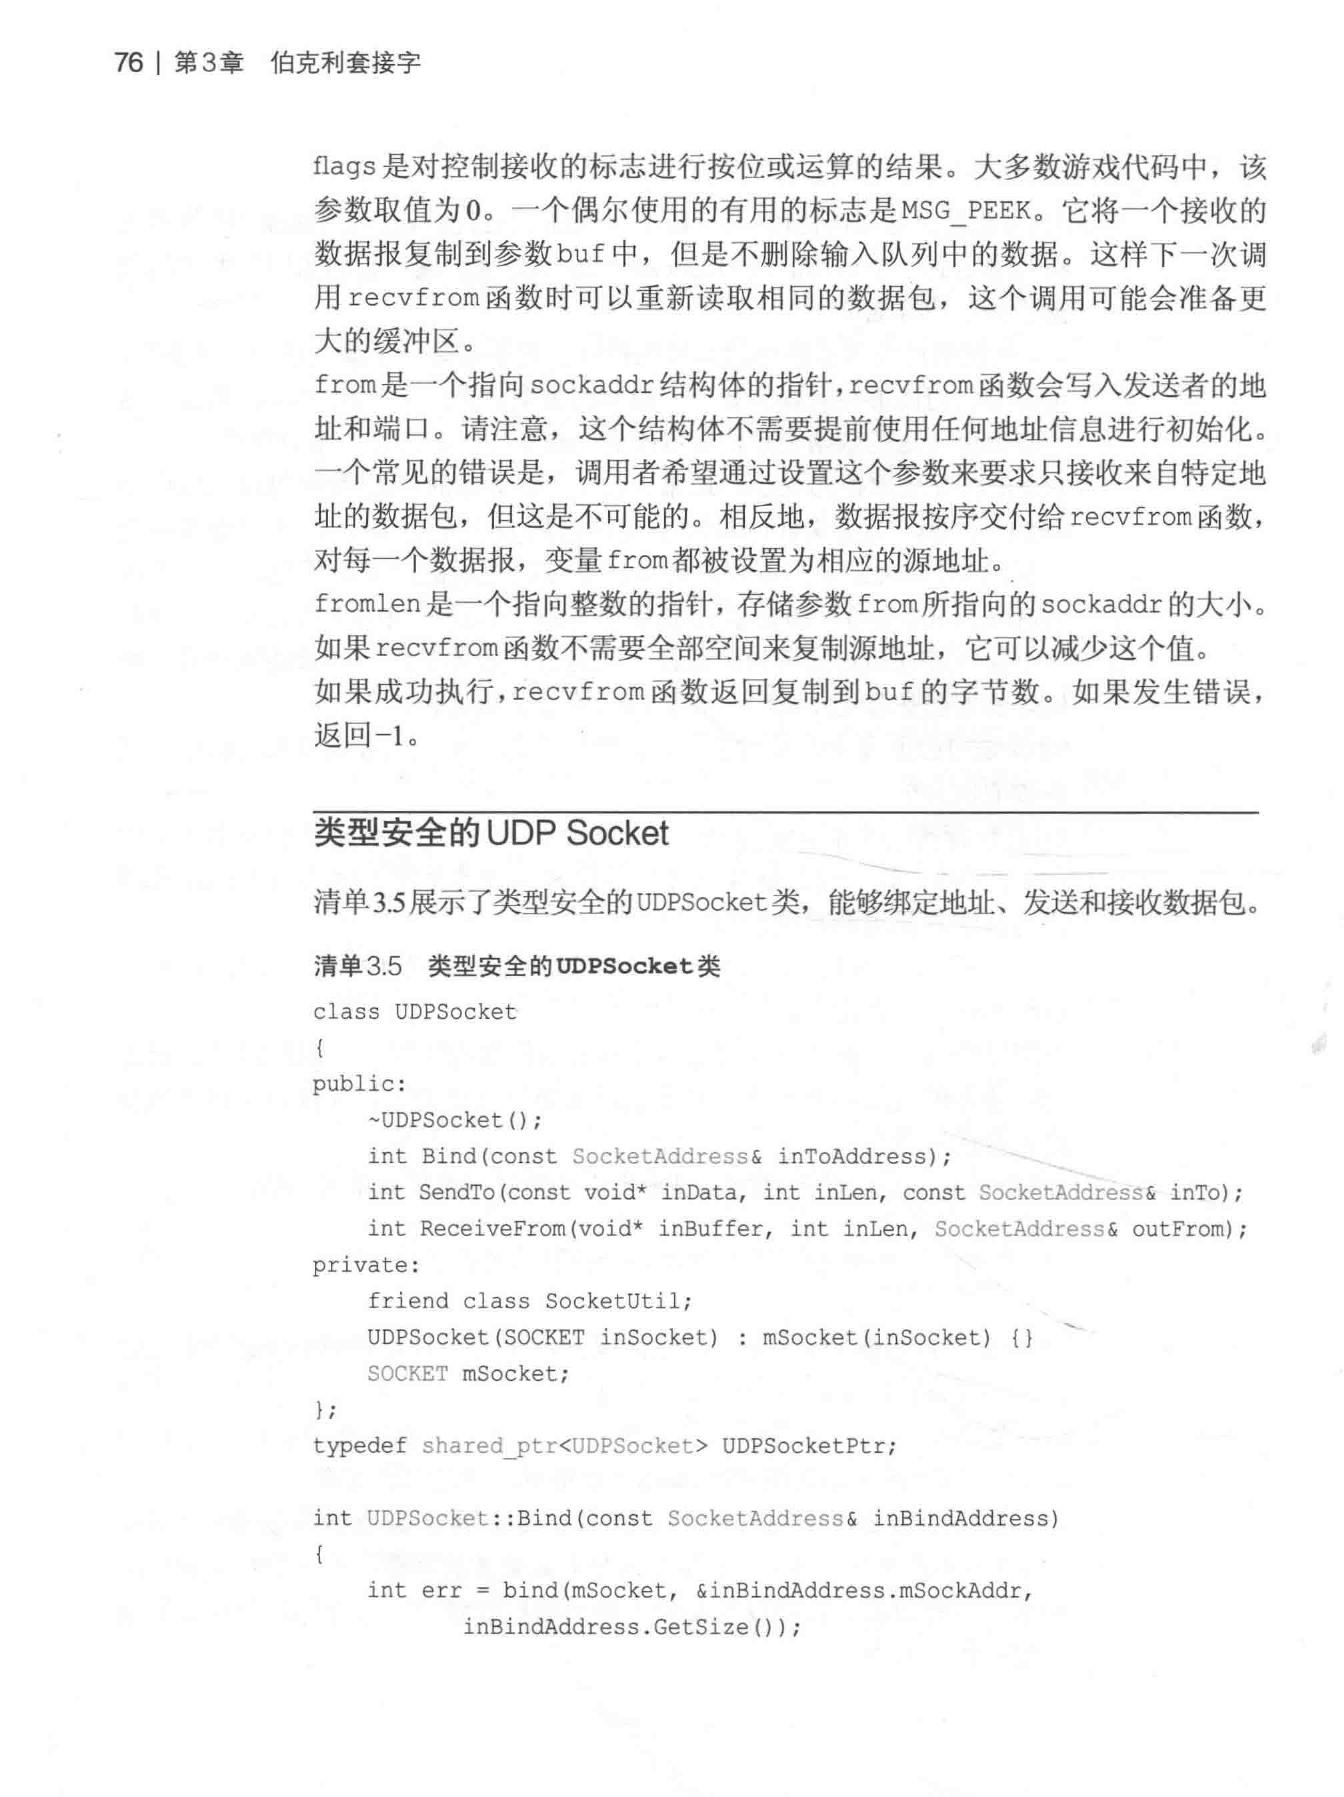 76 | 第3章 伯克利套接字
flags是对控制接收的标志进行按位或运算的结果。大多数游戏代码中，该
参数取值为0。一个偶尔使用的有用的标志是MSG_PEEK。它将一个接收的
数据报复制到参数buf中，但是不删除输入队列中的数据。这样下一次调
用recvfrom函数时可以重新读取相同的数据包，这个调用可能会准备更
大的缓冲区。
from是一个指向sockaddr结构体的指针，recvfrom函数会写入发送者的地
址和端口。请注意，这个结构体不需要提前使用任何地址信息进行初始化。
一个常见的错误是，调用者希望通过设置这个参数来要求只接收来自特定地
址的数据包，但这是不可能的。相反地，数据报按序交付给recvfrom函数，
对每一个数据报，变量from都被设置为相应的源地址。
fromlen是一个指向整数的指针，存储参数from所指向的sockaddr的大小。
如果recvfrom函数不需要全部空间来复制源地址，它可以减少这个值。
如果成功执行，recvfrom函数返回复制到buf的字节数。如果发生错误，
返回-1。
类型安全的UDP Socket
清单3.5展示了类型安全的UDPSocket类，能够绑定地址、发送和接收数据包。
清单3.5 类型安全的UDPSocket类
class UDPSocket
{
public:
    ~UDPSocket();
    int Bind(const SocketAddress& inToAddress);
    int SendTo(const void* inData, int inLen, const SocketAddress& inTo);
    int ReceiveFrom(void* inBuffer, int inLen, SocketAddress& outFrom);
private:
    friend class SocketUtil;
    UDPSocket(SOCKET inSocket) : mSocket(inSocket) {}
    SOCKET mSocket;
};
typedef shared_ptr<UDPSocket> UDPSocketPtr;
int UDPSocket::Bind(const SocketAddress& inBindAddress)
{
    int err = bind(mSocket, &inBindAddress.mSockAddr,
           inBindAddress.GetSize());